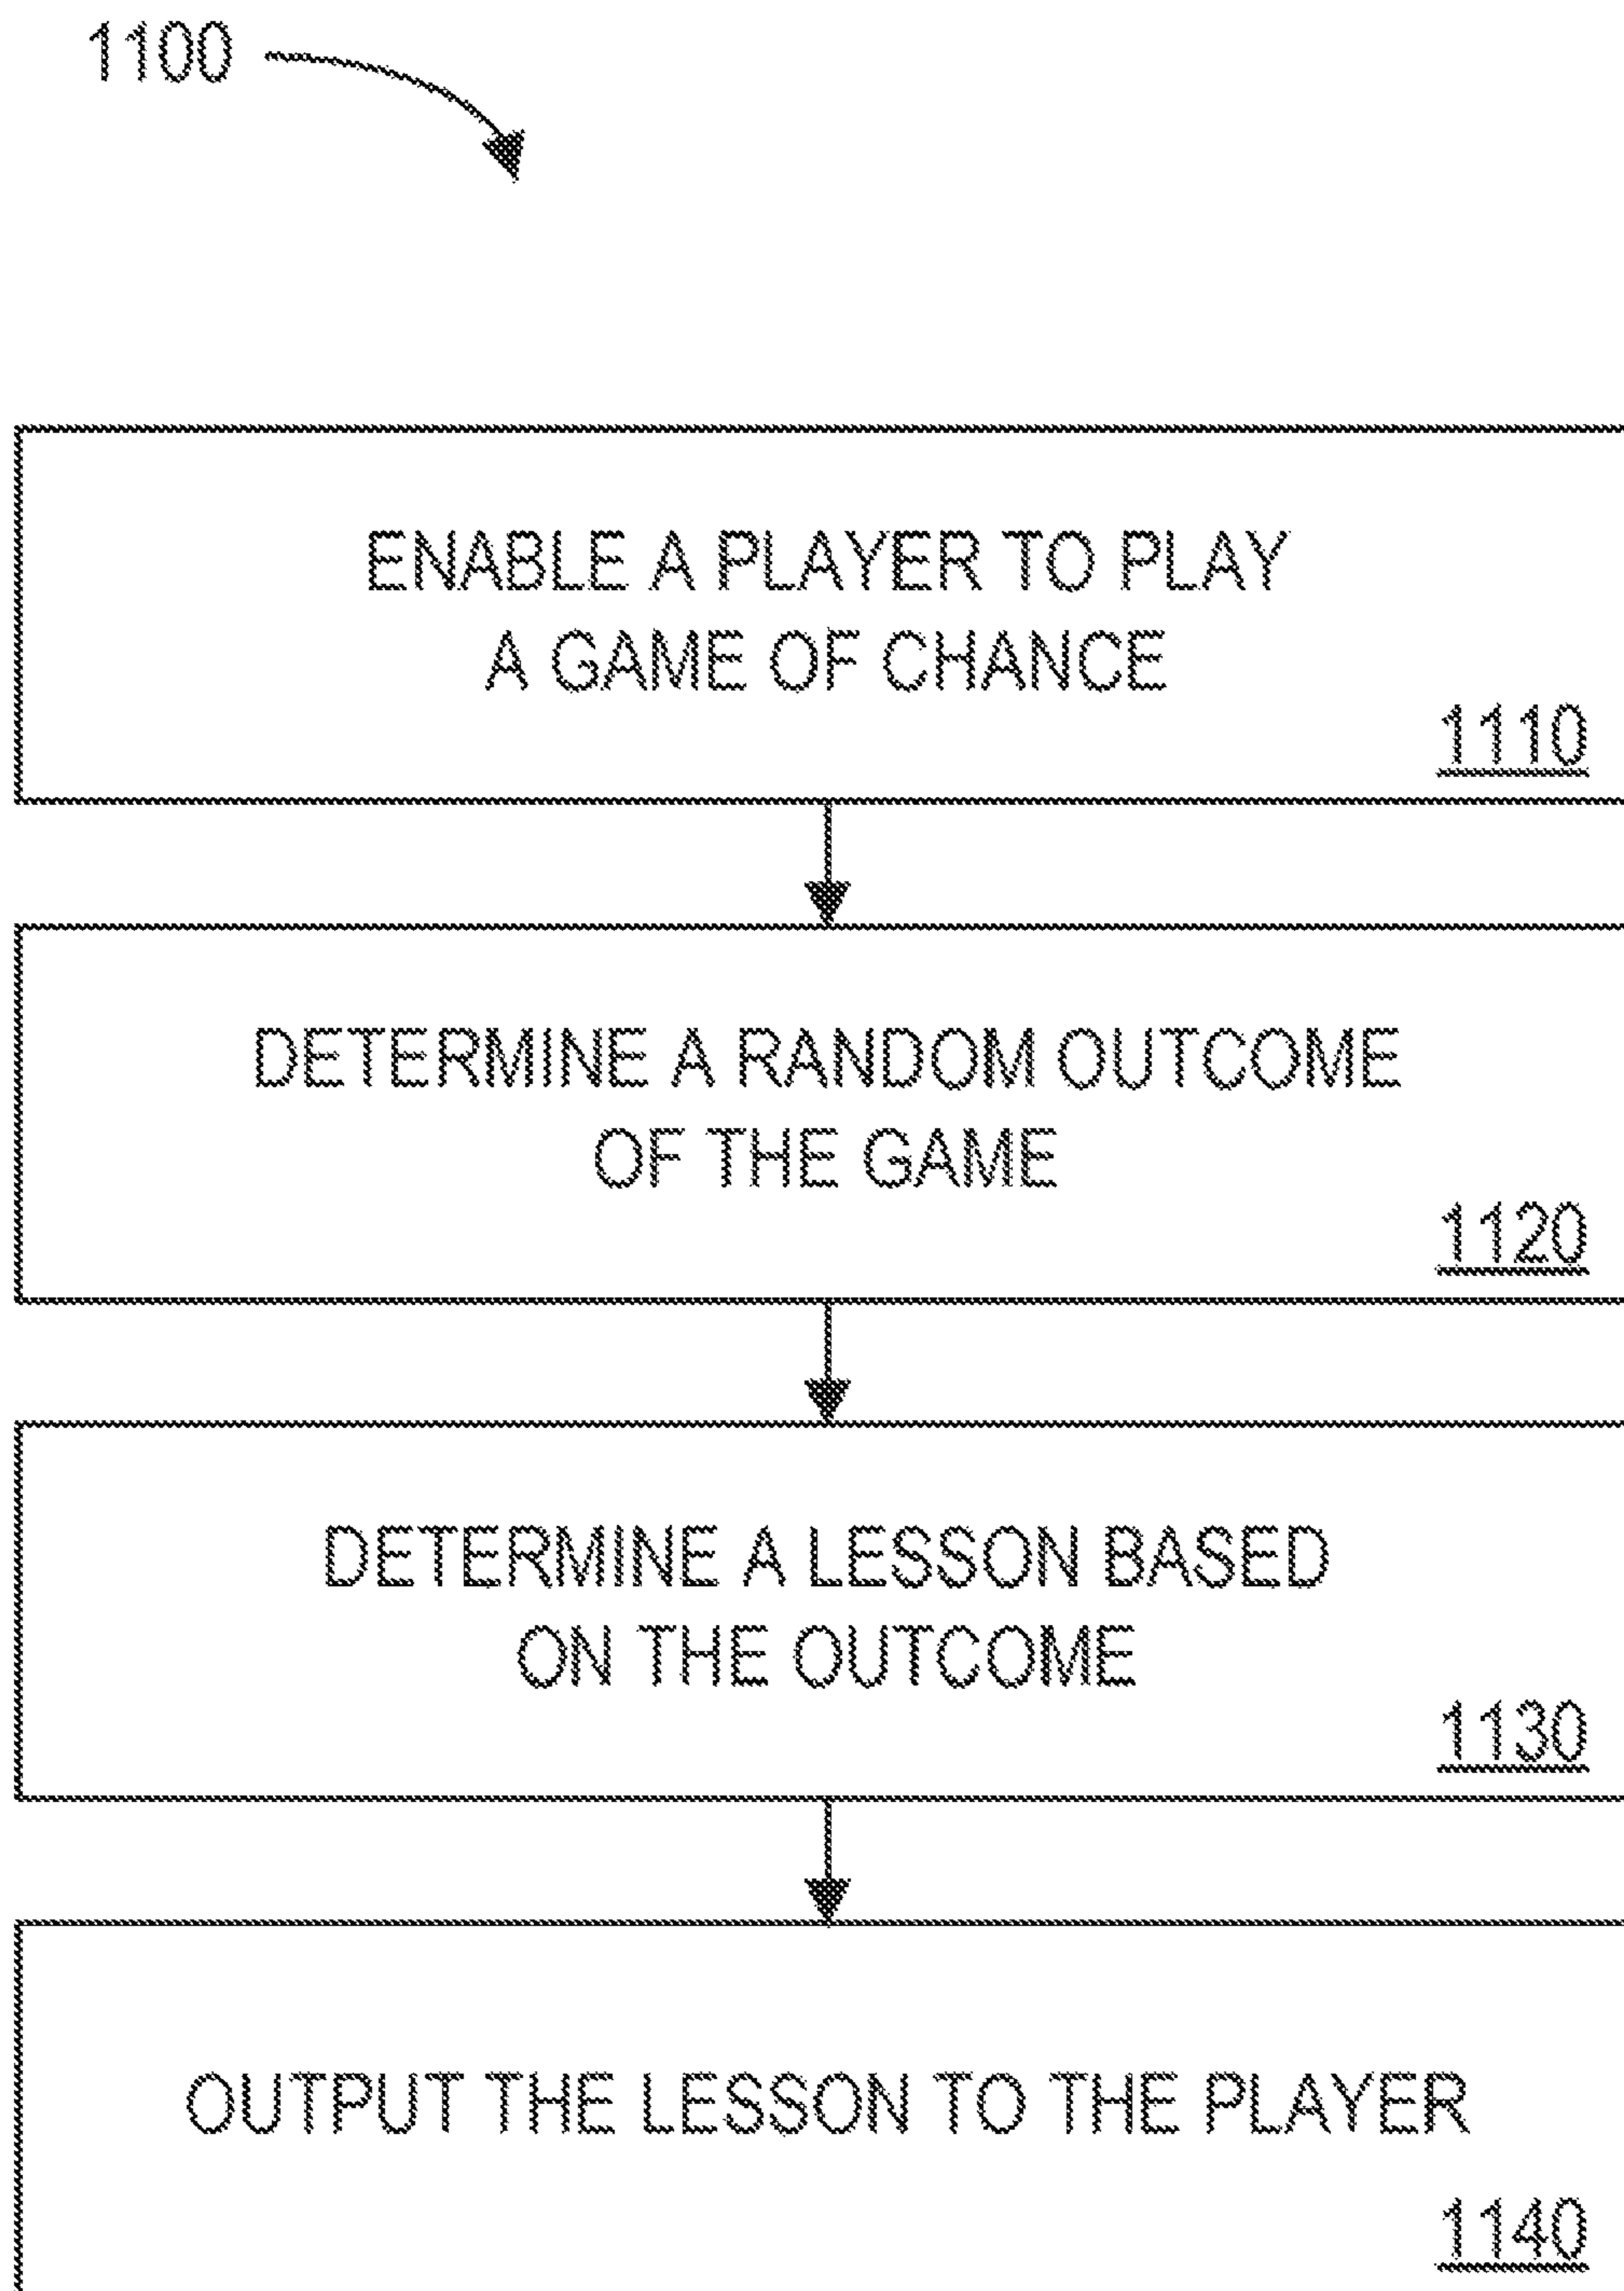 1100
ENABLE A PLAYER TO PLAY
A GAME OF CHANCE
1110
DETERMINE A RANDOM OUTCOME
OF THE GAME
1120
DETERMINE A LESSON BASED
ON THE OUTCOME
1130
OUTPUT THE LESSON TO THE PLAYER
1140